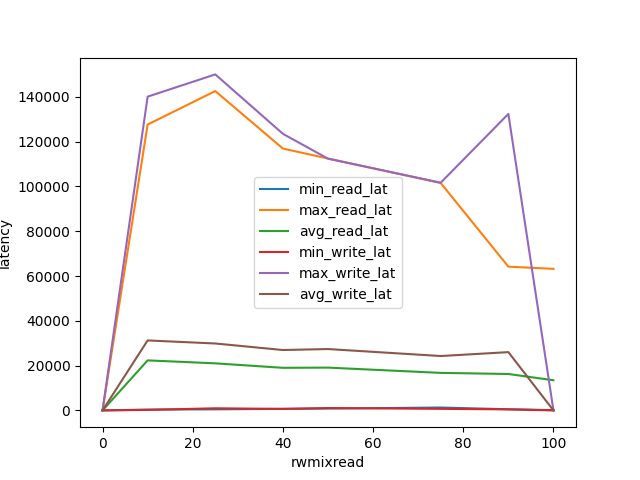 140000
120000
100000
80000
60000
40000
20000
0
latency
min_read_lat
max_read_lat
avg_read_lat
min_write_lat
max_write_lat
avg_write_lat
0 20 40 60 80 100
rwmixread